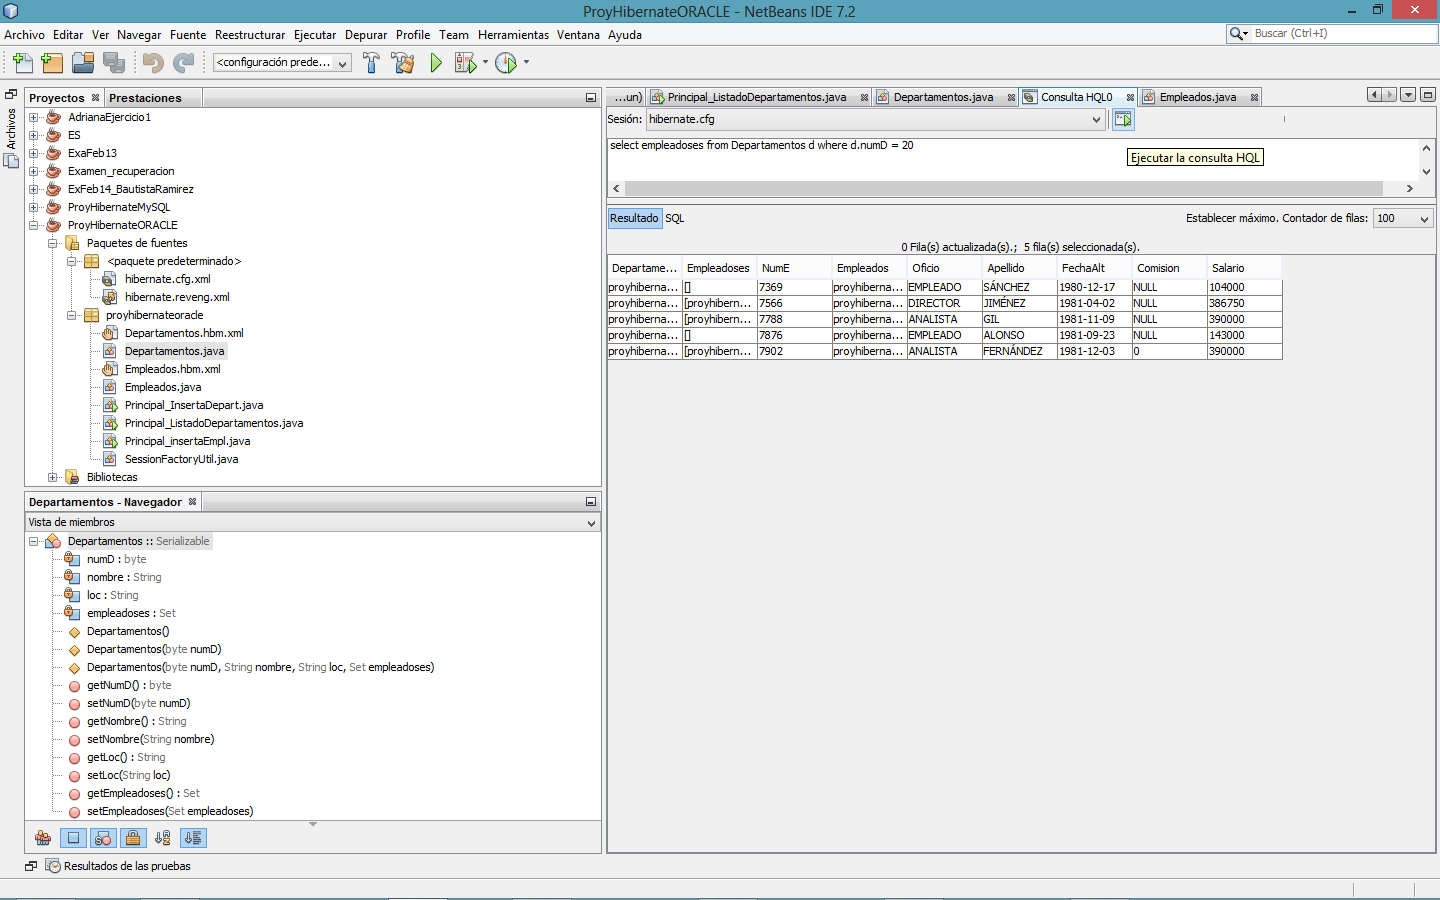 ProyHibernateORACLE - NetBeans IDE 7.2
Archivo Editar Ver Navegar Fuente Reestructurar Ejecutar Depurar Profile Team Herramientas Ventana Ayuda
Buscar (Ctrl+I)
<configuración prede...
Archivos
Proyectos Prestaciones
AdrianaEjercicio1
ES
ExaFeb13
Examen_recuperacion
ExFeb14_BautistaRamirez
ProyHibernateMySQL
ProyHibernateORACLE
Paquetes de fuentes
<paquete predeterminado>
hibernate.cfg.xml
hibernate.reveng.xml
proyhibernateoracle
Departamentos.hbm.xml
Departamentos.java
Empleados.hbm.xml
Empleados.java
Principal_InsertaDepart.java
Principal_ListadoDepartamentos.java
Principal_insertaEmpl.java
SessionFactoryUtil.java
Bibliotecas
Departamentos - Navegador
Vista de miembros
Departamentos :: Serializable
numD : byte
nombre : String
loc : String
empleadoses : Set
Departamentos()
Departamentos(byte numD)
Departamentos(byte numD, String nombre, String loc, Set empleadoses)
getNumD() : byte
setNumD(byte numD)
getNombre() : String
setNombre(String nombre)
getLoc() : String
setLoc(String loc)
getEmpleadoses() : Set
setEmpleadoses(Set empleadoses)
Resultados de las pruebas
...un) Principal_ListadoDepartamentos.java Departamentos.java Consulta HQL0 Empleados.java
Sesión: hibernate.cfg
select empleadoses from Departamentos d where d.numD = 20
Ejecutar la consulta HQL
Resultado SQL Establecer máximo. Contador de filas: 100
0 Fila(s) actualizada(s).; 5 fila(s) seleccionada(s).
Departame... Empleadoses NumE Empleados Oficio Apellido FechaAlt Comision Salario
proyhiberna... [] 7369 proyhiberna... EMPLEADO SÁNCHEZ 1980-12-17 NULL 104000
proyhiberna... [proyhibern... 7566 proyhiberna... DIRECTOR JIMÉNEZ 1981-04-02 NULL 386750
proyhiberna... [proyhibern... 7788 proyhiberna... ANALISTA GIL 1981-11-09 NULL 390000
proyhiberna... [] 7876 proyhiberna... EMPLEADO ALONSO 1981-09-23 NULL 143000
proyhiberna... [proyhibern... 7902 proyhiberna... ANALISTA FERNÁNDEZ 1981-12-03 0 390000